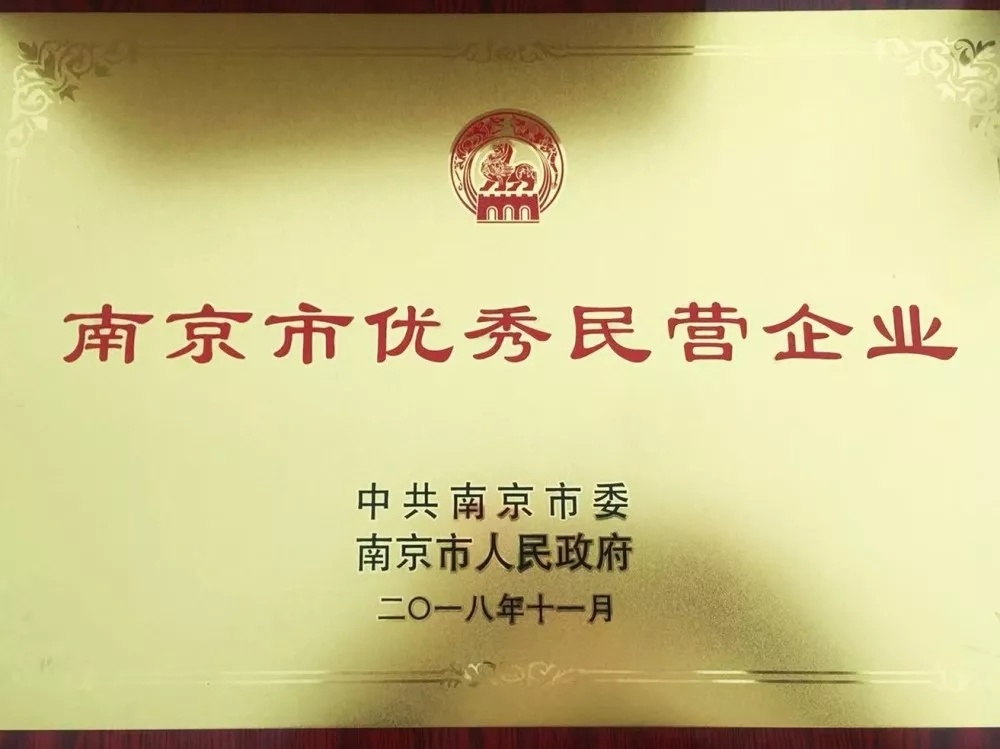 南京市优秀民营企业
中共南京市委
南京市人民政府
二〇一八年十一月